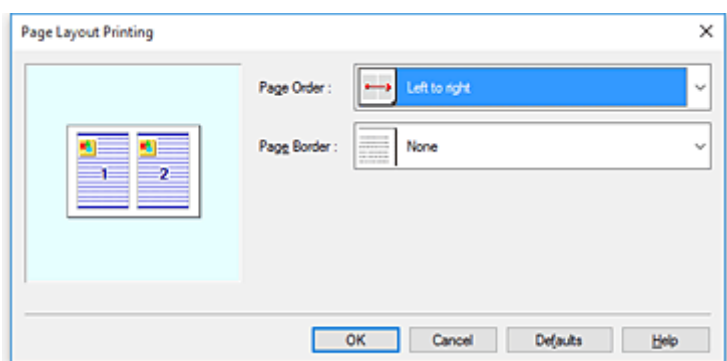 Page Layout Printing
Page Order :
Left to right
Page Border :
None
1 2
OK Cancel Defaults Help